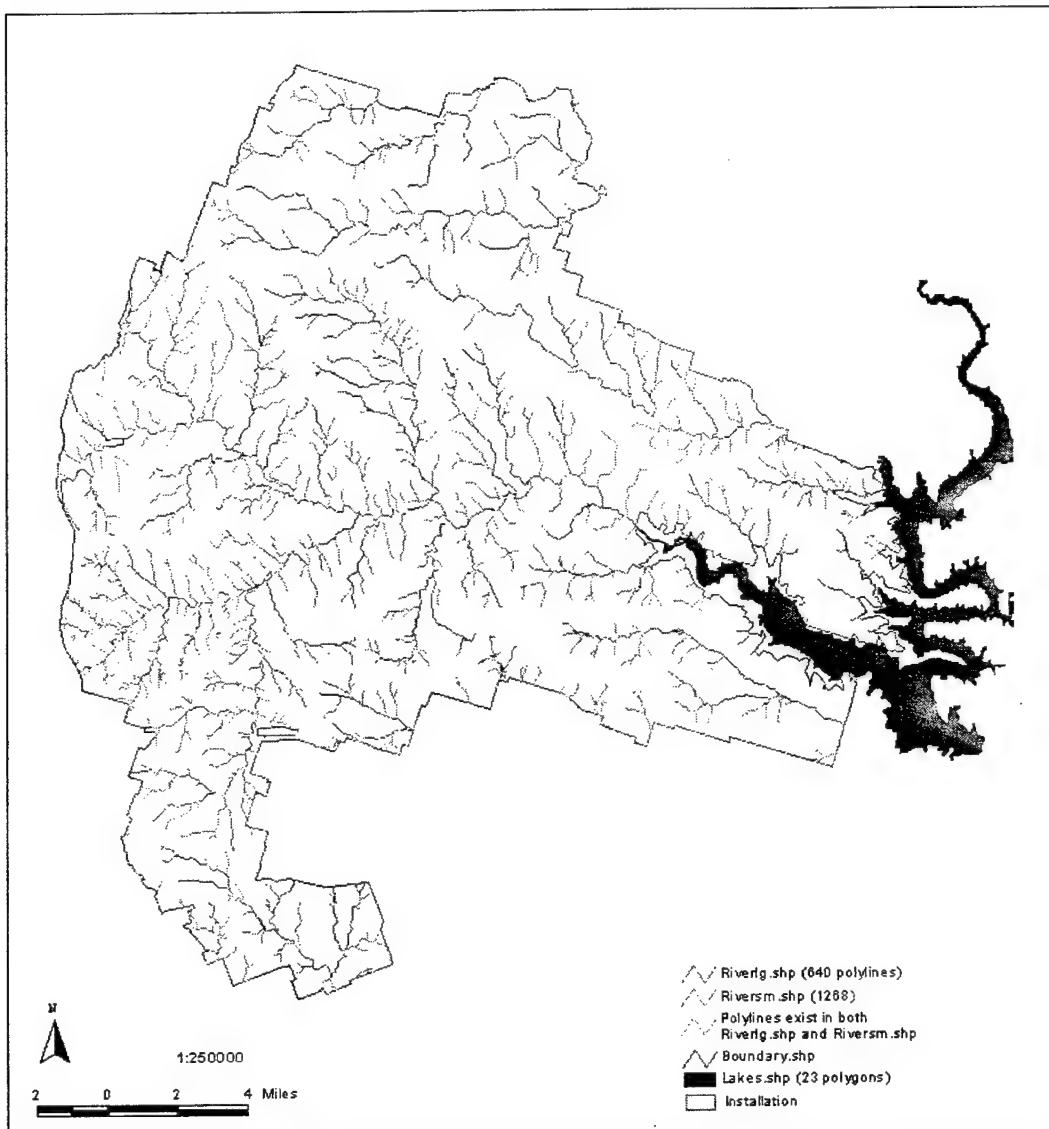 Riverlg.shp (640 polylines)
Riversm.shp (1268)
Polylines exist in both
Riverlg.shp and Riversm.shp
Boundary.shp
Lakes.shp (23 polygons)
Installation
N
1:250000
2 0 2 4 Miles